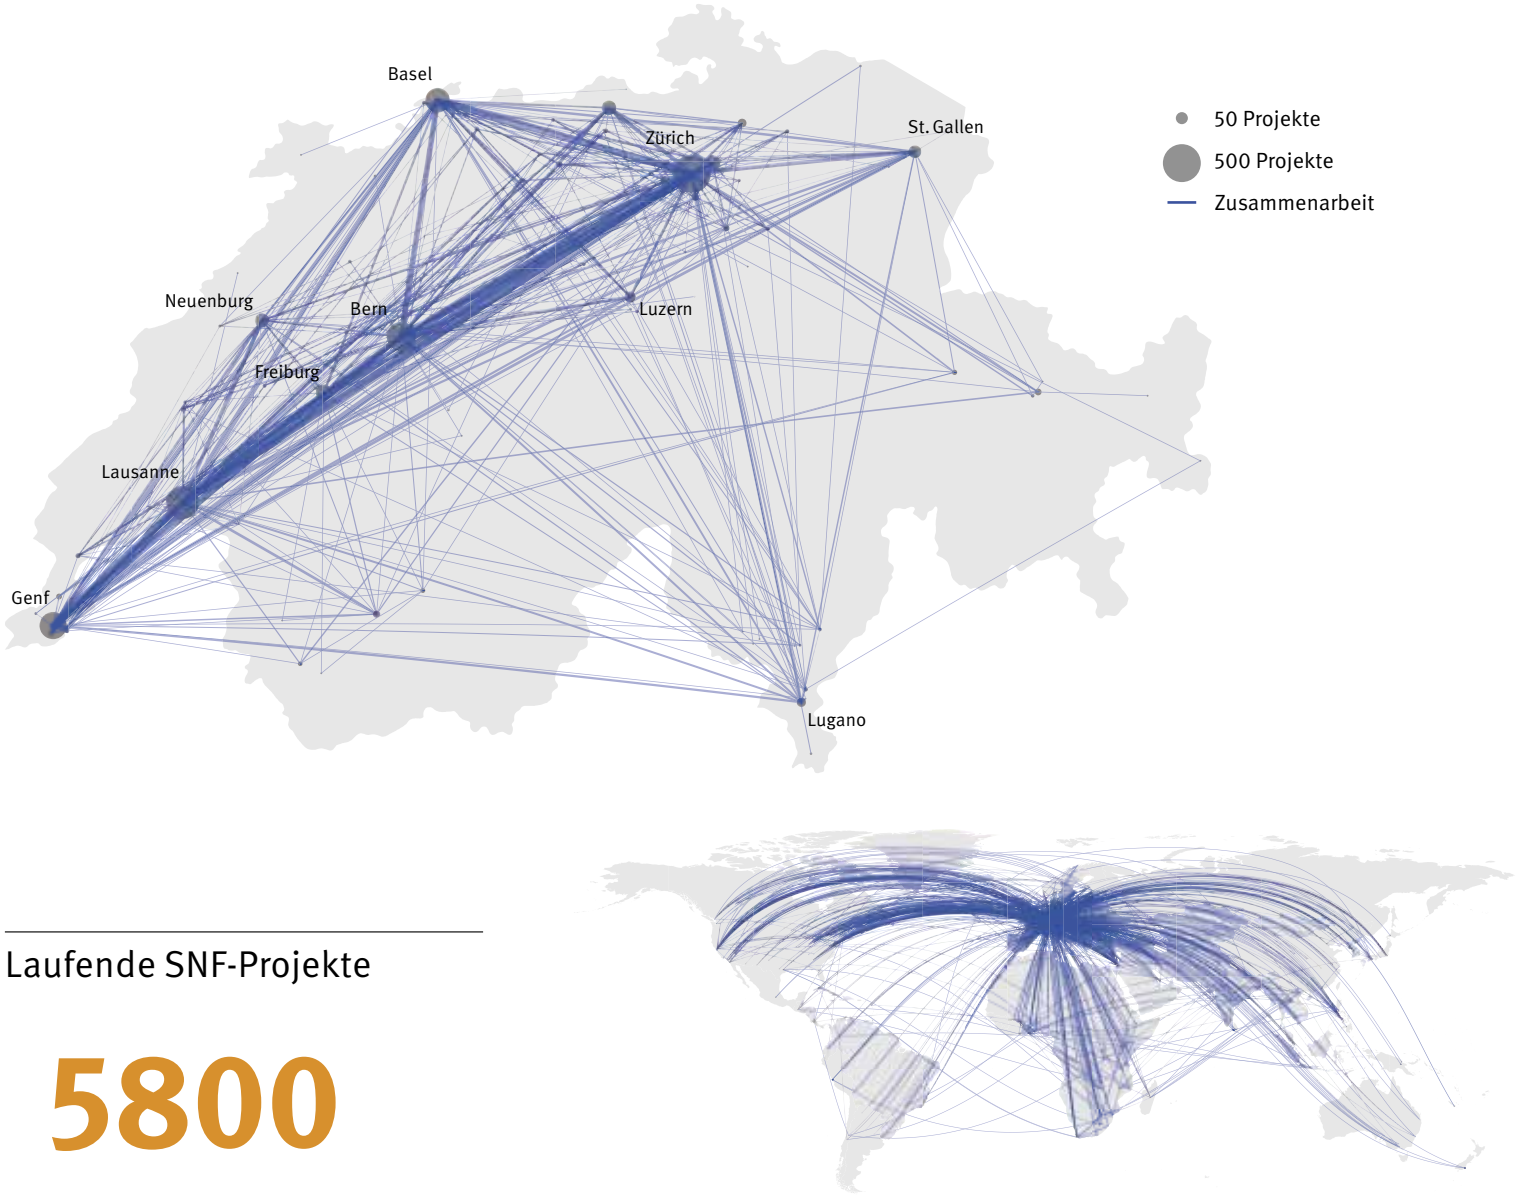 Basel
Zürich
St. Gallen
50 Projekte
500 Projekte
Zusammenarbeit
Neuenburg
Bern
Luzern
Freiburg
Lausanne
Genf
Lugano
Laufende SNF-Projekte
5800